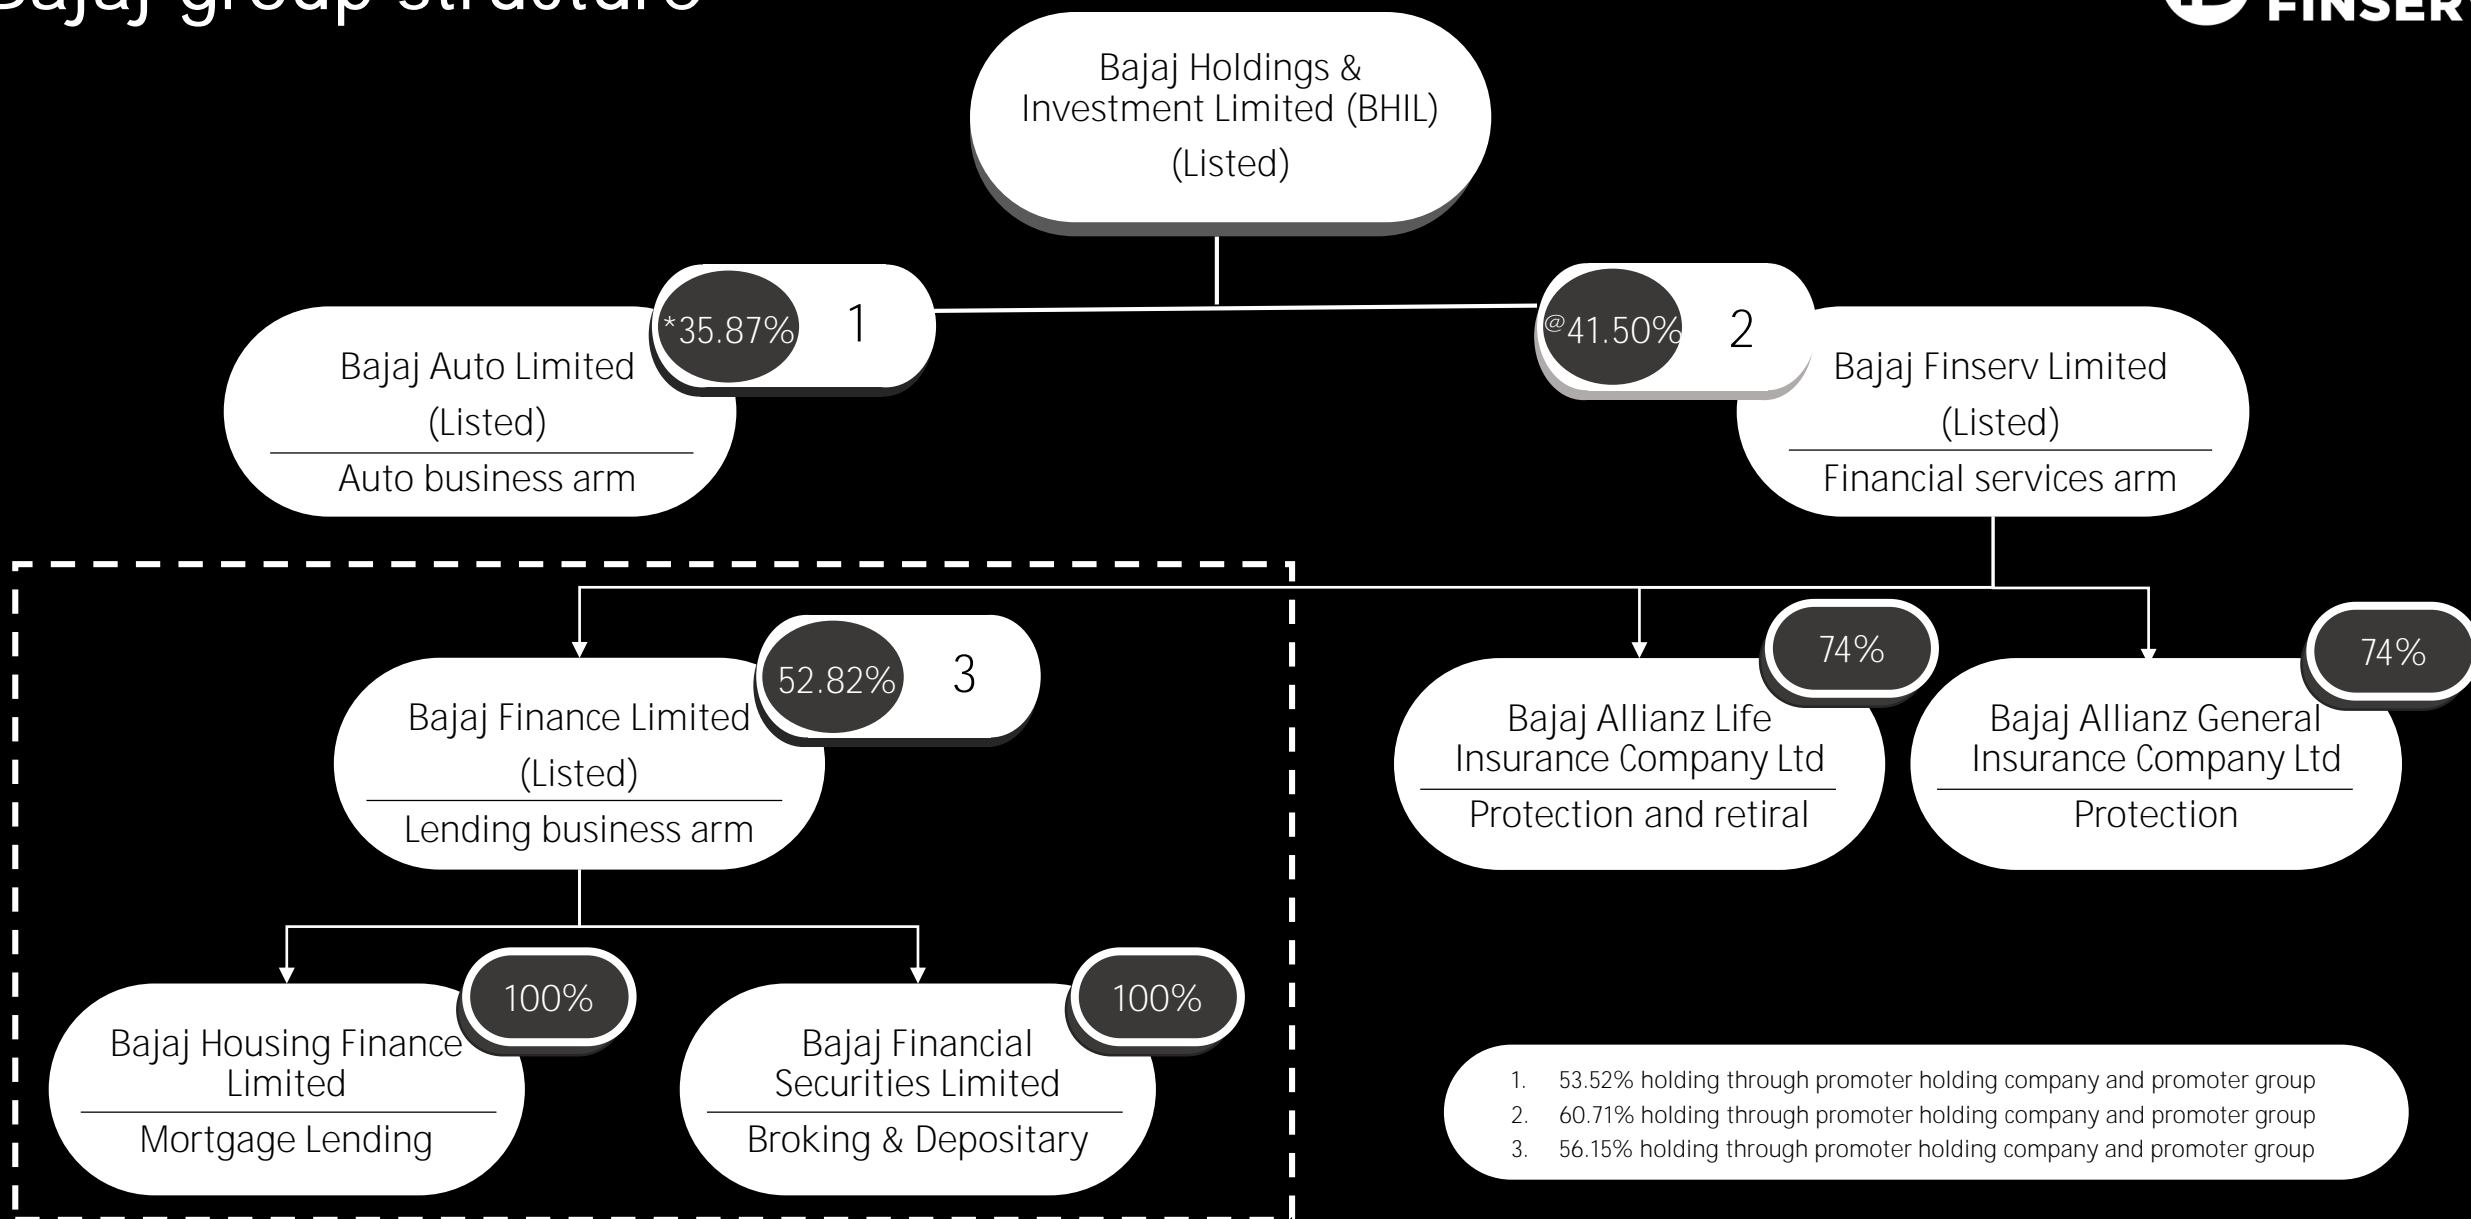 Bajaj group structure
FINSERV
Bajaj Holdings &
Investment Limited (BHIL)
(Listed)
*35.87% 1
@41.50% 2
Bajaj Auto Limited
(Listed)
Auto business arm
Bajaj Finserv Limited
(Listed)
Financial services arm
52.82% 3
74%
74%
Bajaj Finance Limited
(Listed)
Lending business arm
Bajaj Allianz Life
Insurance Company Ltd
Protection and retiral
Bajaj Allianz General
Insurance Company Ltd
Protection
100%
100%
Bajaj Housing Finance
Limited
Mortgage Lending
Bajaj Financial
Securities Limited
Broking & Depositary
1. 53.52% holding through promoter holding company and promoter group
2. 60.71% holding through promoter holding company and promoter group
3. 56.15% holding through promoter holding company and promoter group